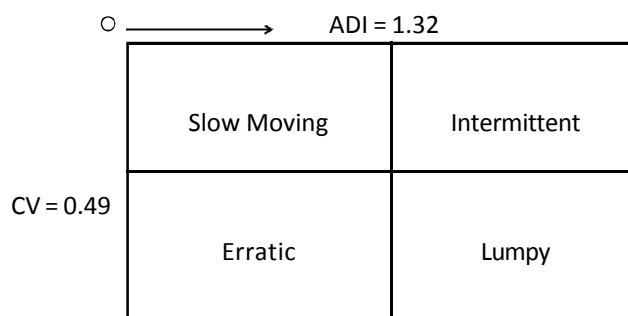 ADI = 1.32
Slow Moving
Intermittent
CV = 0.49
Erratic
Lumpy